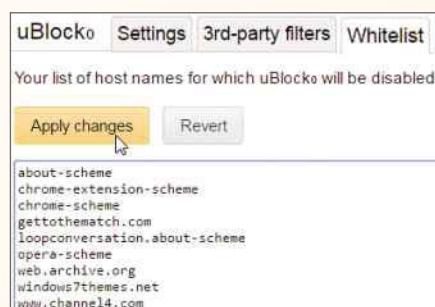 uBlock₀ Settings 3rd-party filters Whitelist
Your list of host names for which uBlock₀ will be disabled
Apply changes Revert
about-scheme
chrome-extension-scheme
chrome-scheme
gettothematch.com
loopconversation.about-scheme
opera-scheme
web.archive.org
windows7themes.net
www.channel4.com